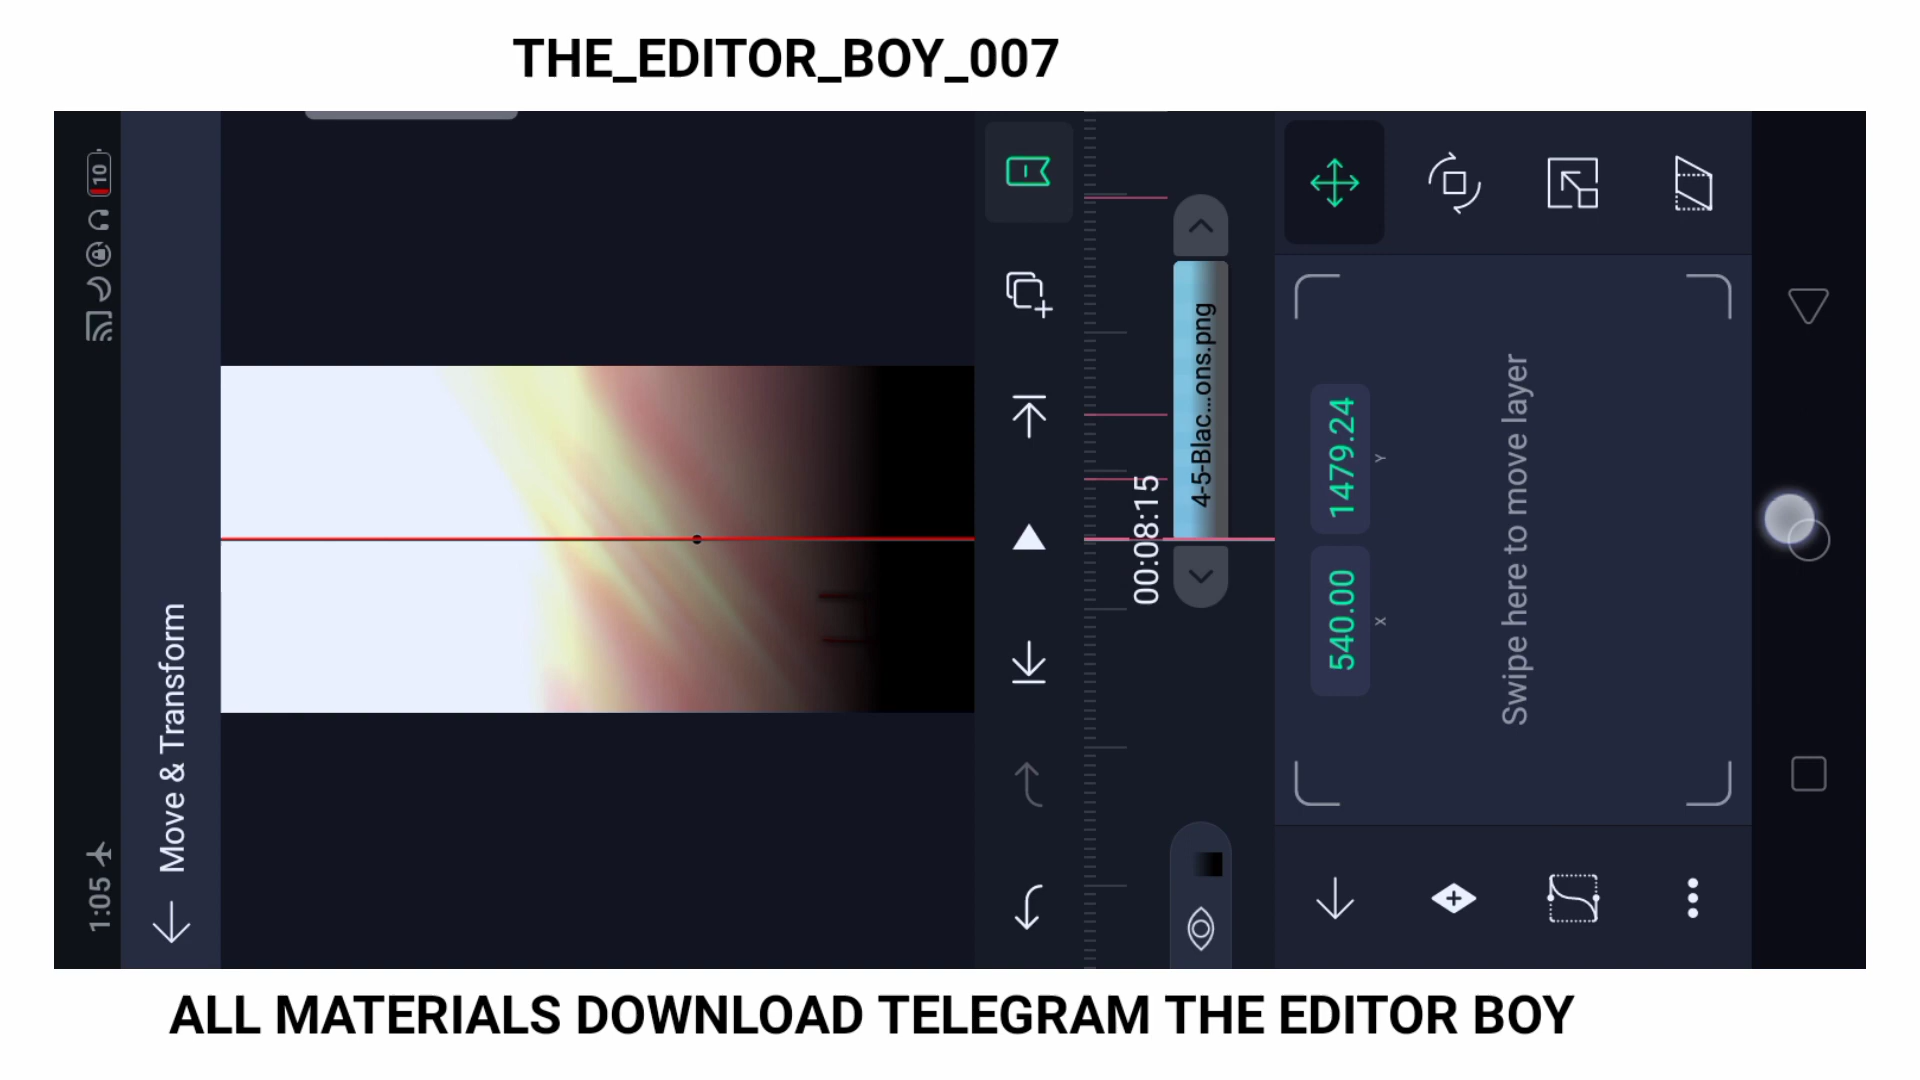 THE_EDITOR_BOY_007
1:05
10
Move & Transform
00:08:15
4-5-Blac...ons.png
540.00
X
1479.24
Y
Swipe here to move layer
ALL MATERIALS DOWNLOAD TELEGRAM THE EDITOR BOY